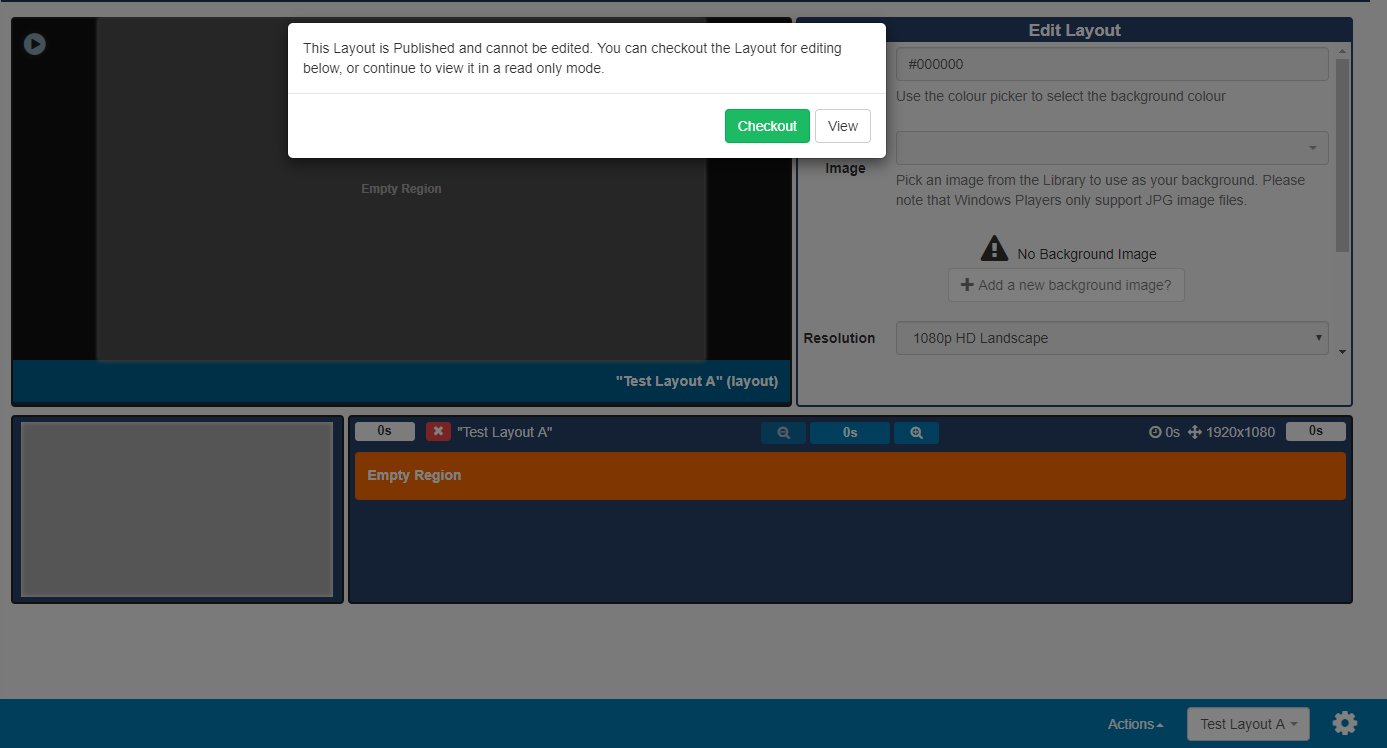 This Layout is Published and cannot be edited. You can checkout the Layout for editing
below, or continue to view it in a read only mode.
Checkout
View
Empty Region
"Test Layout A" (layout)
Edit Layout
#000000
Use the colour picker to select the background colour
Image
Pick an image from the Library to use as your background. Please
note that Windows Players only support JPG image files.
No Background Image
Add a new background image?
Resolution
1080p HD Landscape
0s
"Test Layout A"
0s
0s
1920x1080
0s
Empty Region
Actions
Test Layout A